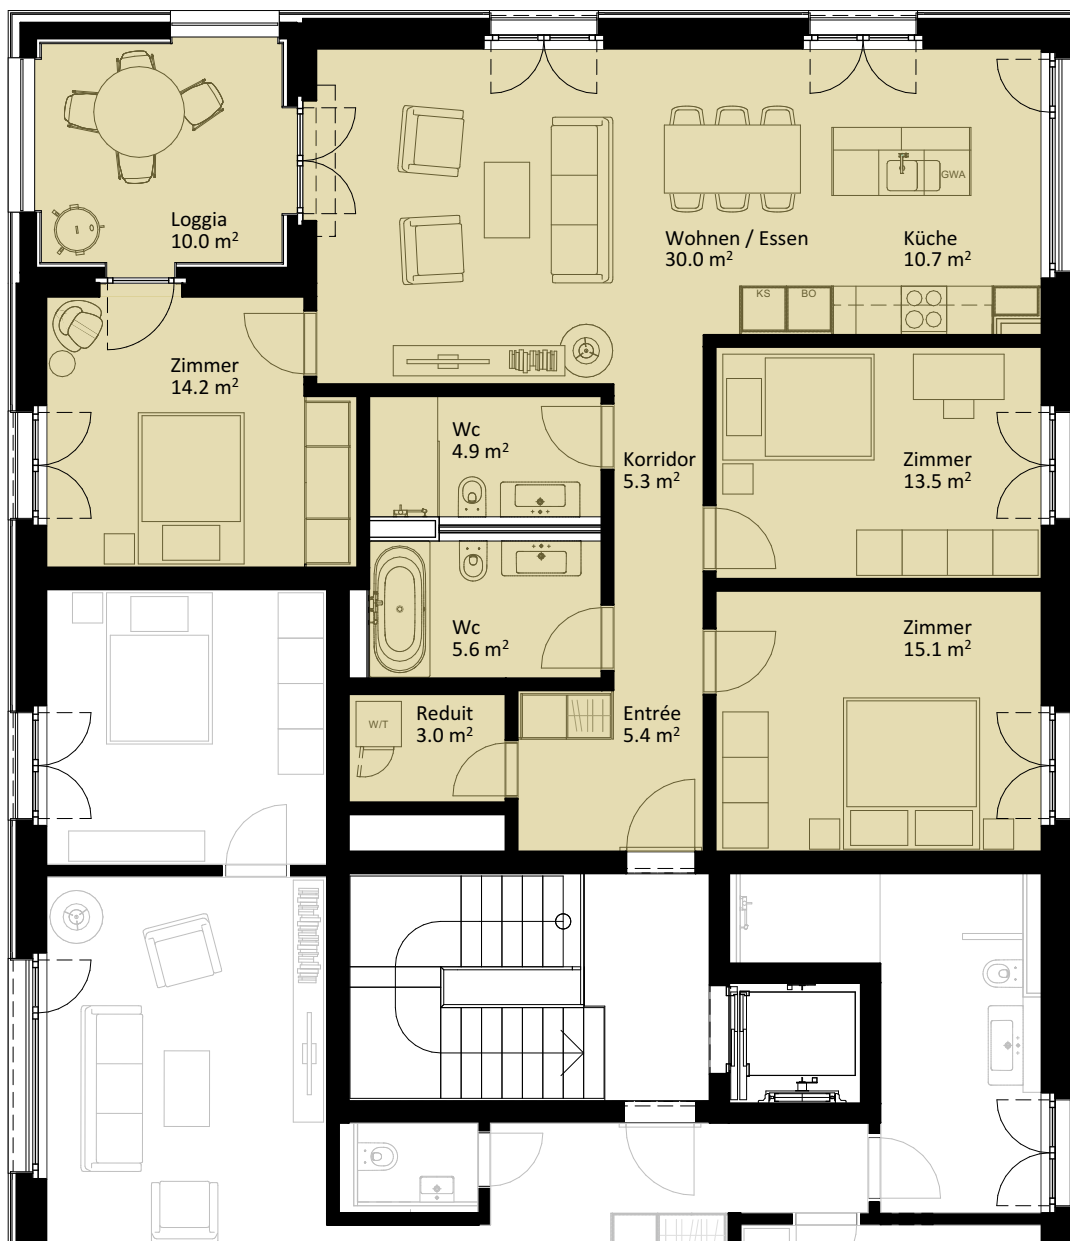 Loggia
10.0 m²
GWA
Wohnen / Essen
30.0 m²
Küche
10.7 m²
KS
BO
Zimmer
14.2 m²
Wc
4.9 m²
Korridor
5.3 m²
Zimmer
13.5 m²
Wc
5.6 m²
Zimmer
15.1 m²
W/T
Reduit
3.0 m²
Entrée
5.4 m²